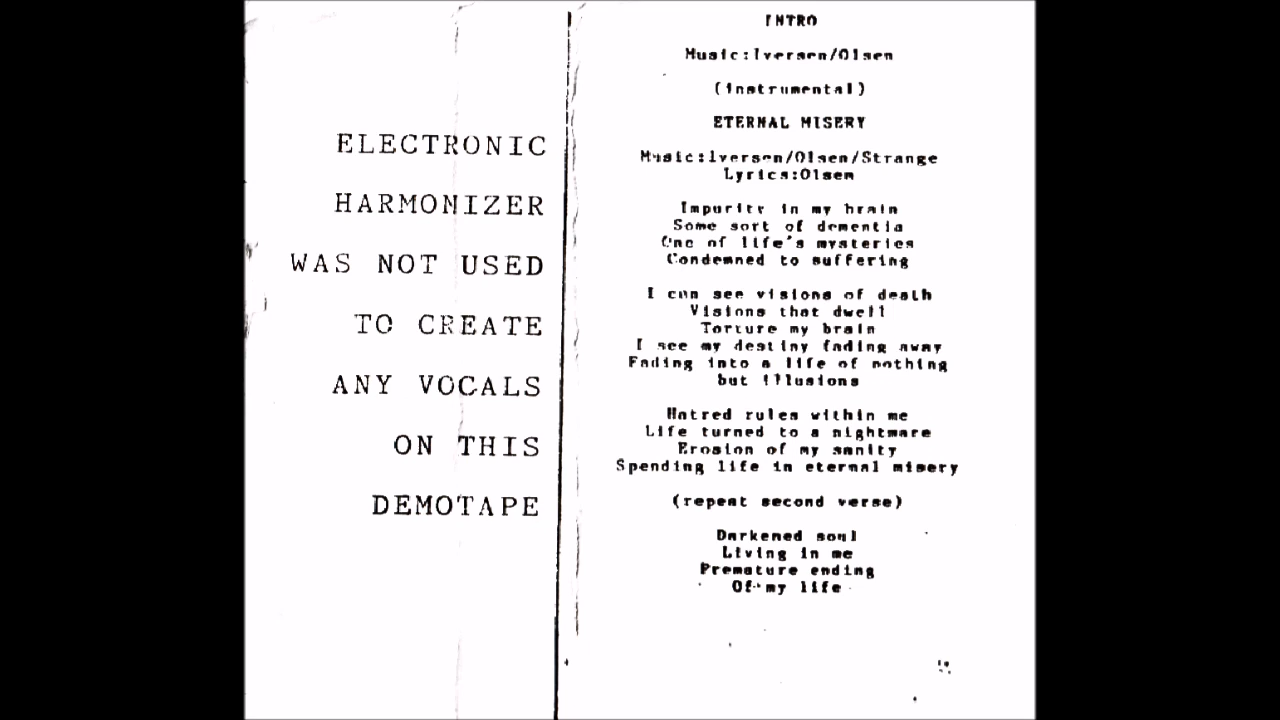 ELECTRONIC
HARMONIZER
WAS NOT USED
TO CREATE
ANY VOCALS
ON THIS
DEMOTAPE
INTRO
Music:Iversen/Olsen
(instrumental)
ETERNAL MISERY
Music:Iversen/Olsen/Strange
Lyrics:Olsen
Impurity in my brain
Some sort of dementia
One of life's mysteries
Condemned to suffering
I can see visions of death
Visions that dwell
Torture my brain
I see my destiny fading away
Fading into a life of nothing
but illusions
Hatred rules within me
Life turned to a nightmare
Erosion of my sanity
Spending life in eternal misery
(repeat second verse)
Darkened soul
Living in me
Premature ending
Of my life